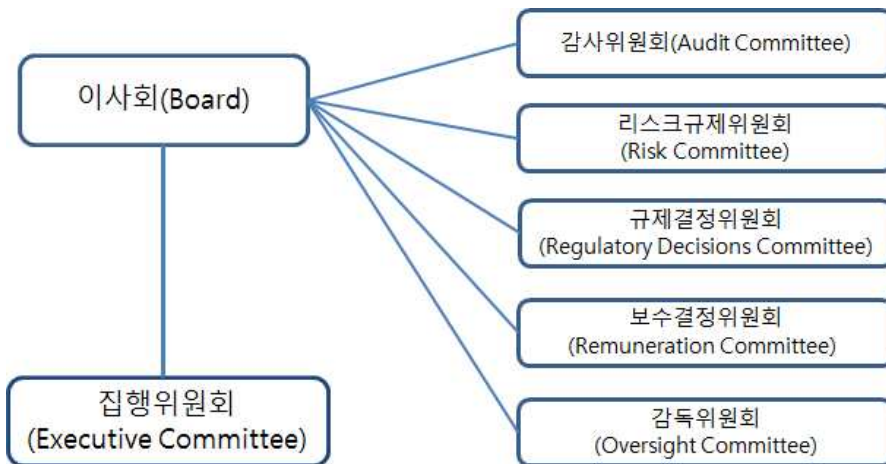 이사회(Board)
집행위원회
(Executive Committee)
감사위원회(Audit Committee)
리스크규제위원회
(Risk Committee)
규제결정위원회
(Regulatory Decisions Committee)
보수결정위원회
(Remuneration Committee)
감독위원회
(Oversight Committee)